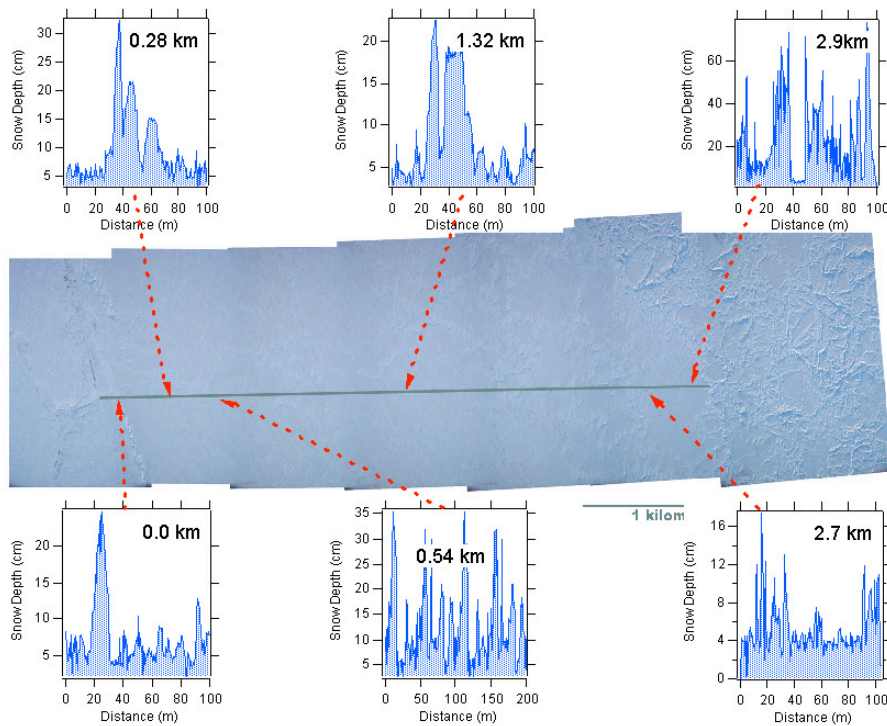 0.28 km
30
25
20
15
10
5
Snow Depth (cm)
0 20 40 60 80 100
Distance (m)
1.32 km
20
15
10
5
Snow Depth (cm)
0 20 40 60 80 100
Distance (m)
2.9km
60
40
20
Snow Depth (cm)
0 20 40 60 80 100
Distance (m)
1 kilom
0.0 km
20
15
10
5
Snow Depth (cm)
0 20 40 60 80 100
Distance (m)
0.54 km
35
30
25
20
15
10
5
Snow Depth (cm)
0 50 100 150 200
Distance (m)
2.7 km
16
12
8
4
0
Snow Depth (cm)
0 20 40 60 80 100
Distance (m)